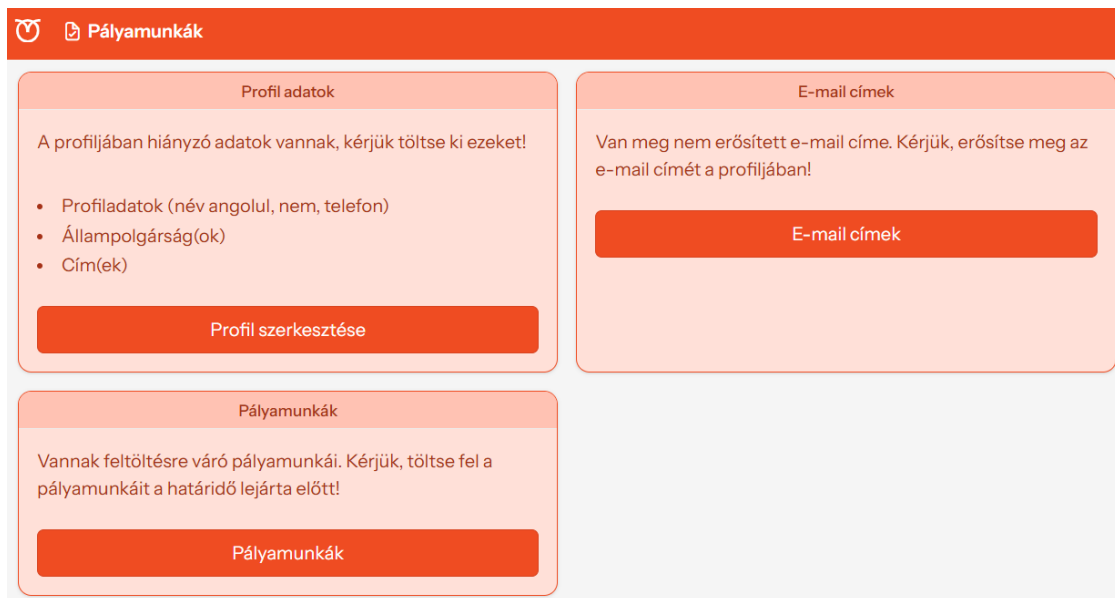 Pályamunkák
Profil adatok
A profiljában hiányzó adatok vannak, kérjük töltse ki ezeket!
• Profiladatok (név angolul, nem, telefon)
• Állampolgárság(ok)
• Cím(ek)
Profil szerkesztése
E-mail címek
Van meg nem erősített e-mail címe. Kérjük, erősítse meg az
e-mail címét a profiljában!
E-mail címek
Pályamunkák
Vannak feltöltésre váró pályamunkái. Kérjük, töltse fel a
pályamunkáit a határidő lejárta előtt!
Pályamunkák